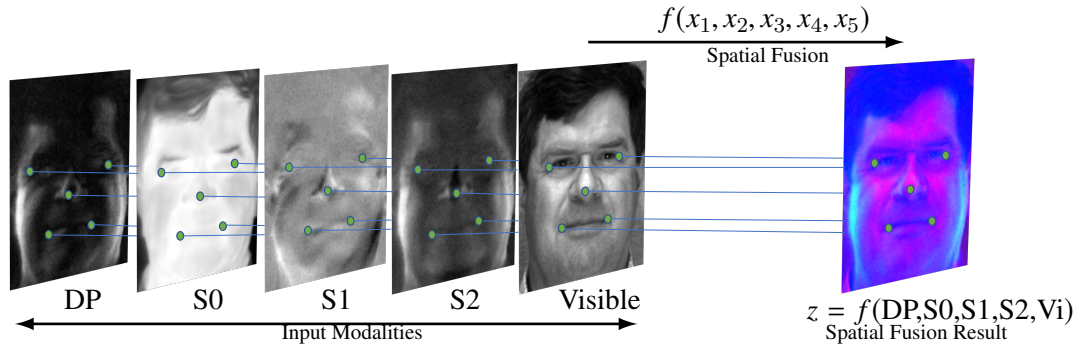 f(x₁, x₂, x₃, x₄, x₅)
Spatial Fusion
DP S0 S1 S2 Visible
Input Modalities
z = f(DP,S0,S1,S2,Vi)
Spatial Fusion Result